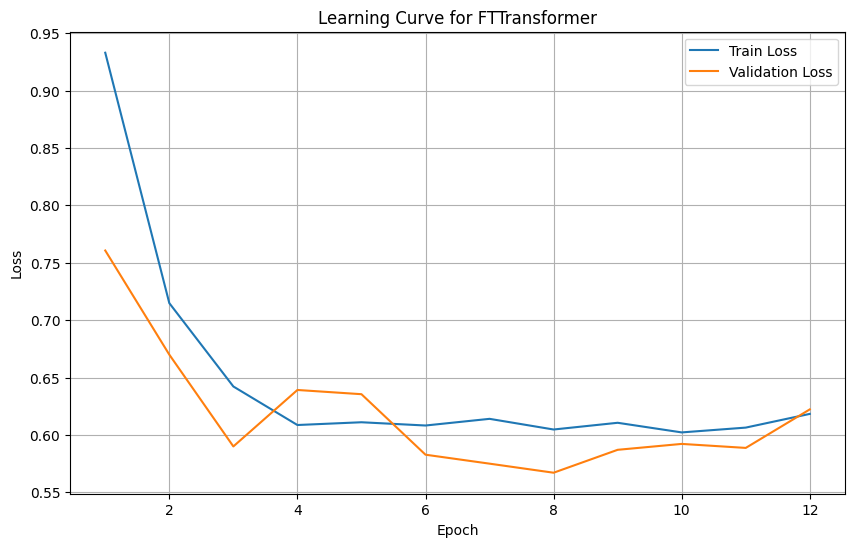 Learning Curve for FTTransformer
Train Loss
Validation Loss
0.95
0.90
0.85
0.80
0.75
0.70
0.65
0.60
0.55
Loss
2 4 6 8 10 12
Epoch